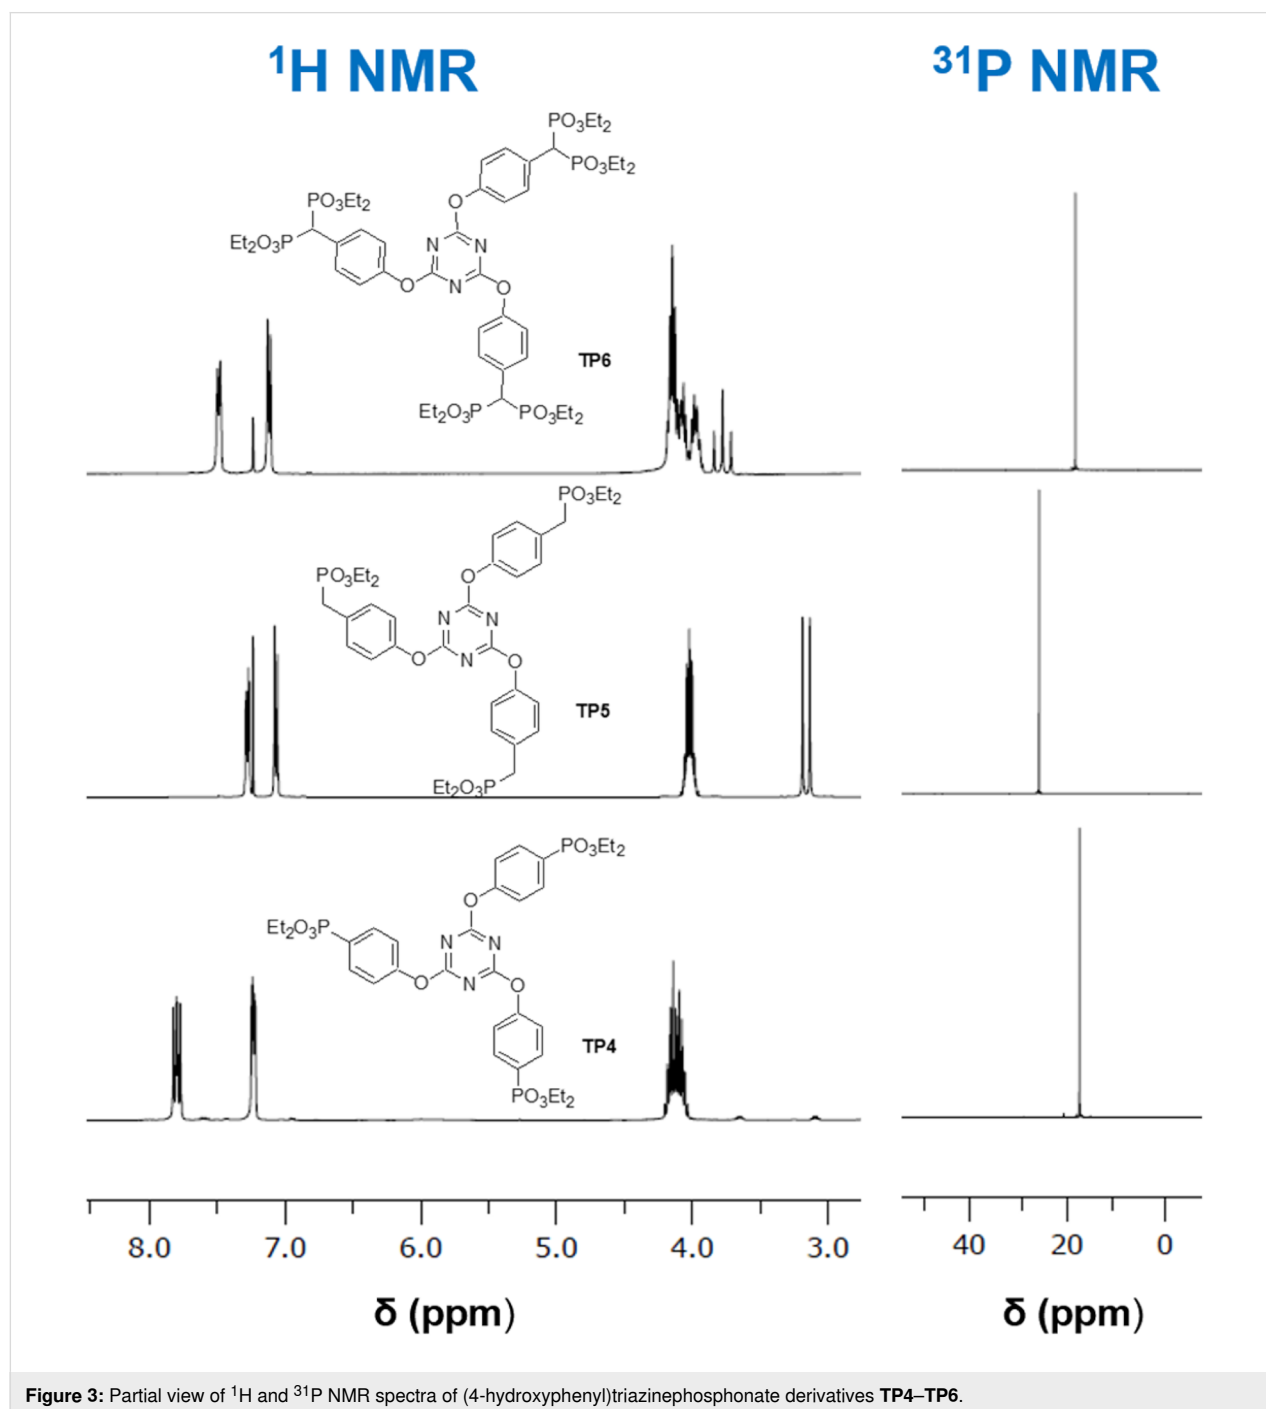 ¹H NMR
³¹P NMR
PO₃Et₂
PO₃Et₂
PO₃Et₂
Et₂O₃P
O
N N
O N O
TP6
Et₂O₃P PO₃Et₂
PO₃Et₂
PO₃Et₂
O
N N
O N O
TP5
Et₂O₃P
PO₃Et₂
Et₂O₃P
O
N N
O N O
TP4
PO₃Et₂
8.0 7.0 6.0 5.0 4.0 3.0
40 20 0
δ (ppm)
δ (ppm)
Figure 3: Partial view of ¹H and ³¹P NMR spectra of (4-hydroxyphenyl)triazinephosphonate derivatives TP4–TP6.